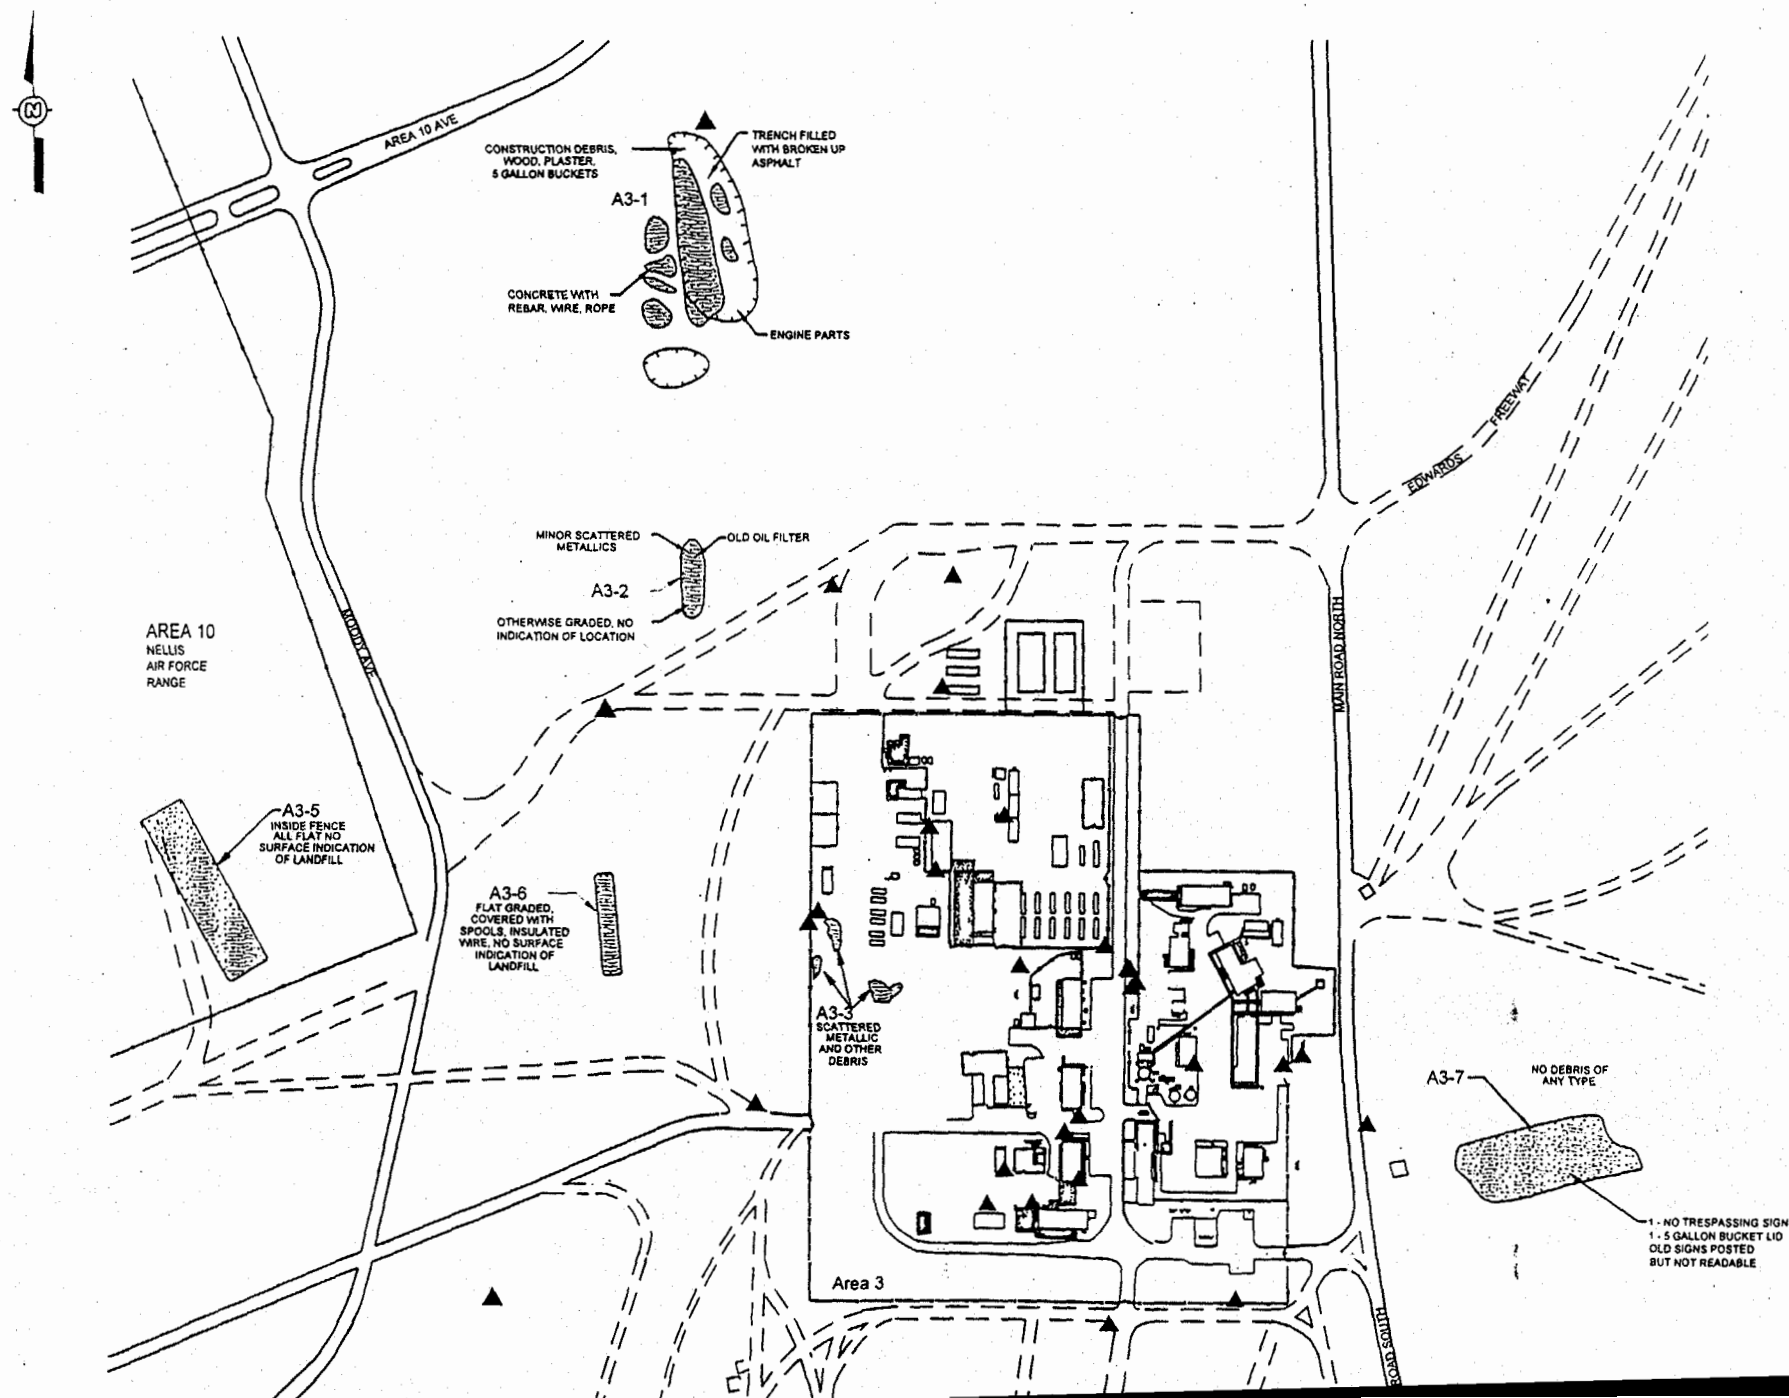 N
AREA 10 AVE
CONSTRUCTION DEBRIS,
WOOD, PLASTER,
5 GALLON BUCKETS
TRENCH FILLED
WITH BROKEN UP
ASPHALT
A3-1
CONCRETE WITH
REBAR, WIRE, ROPE
ENGINE PARTS
EDWARDS FREEWAY
MINOR SCATTERED
METALLICS
OLD OIL FILTER
A3-2
OTHERWISE GRADED, NO
INDICATION OF LOCATION
AREA 10
NELLIS
AIR FORCE
RANGE
MOODY AVE
MAIN ROAD NORTH
A3-5
INSIDE FENCE
ALL FLAT NO
SURFACE INDICATION
OF LANDFILL
A3-6
FLAT GRADED,
COVERED WITH
SPOOLS, INSULATED
WIRE, NO SURFACE
INDICATION OF
LANDFILL
A3-3
SCATTERED
METALLIC
AND OTHER
DEBRIS
A3-7
NO DEBRIS OF
ANY TYPE
1 - NO TRESPASSING SIGN
1 - 5 GALLON BUCKET LID
OLD SIGNS POSTED
BUT NOT READABLE
Area 3
ROAD SOUTH